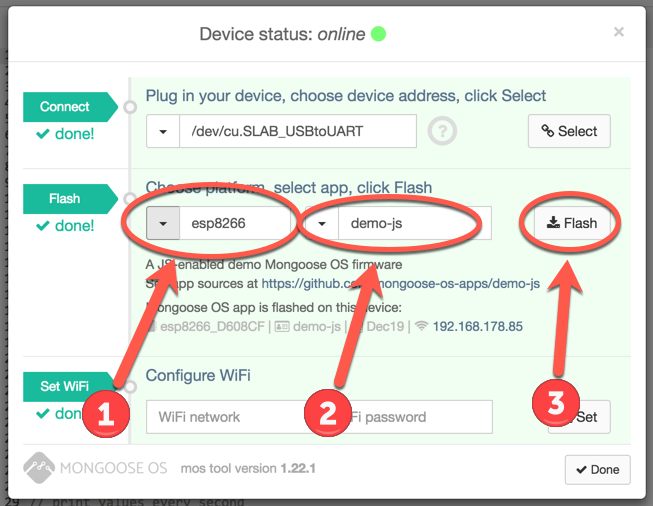 Device status: online
×
Connect
done!
Plug in your device, choose device address, click Select
/dev/cu.SLAB_USBtoUART
?
Select
Flash
done!
Choose platform, select app, click Flash
esp8266
demo-js
Flash
A JS-enabled demo Mongoose OS firmware
app sources at https://github.co mongoose-os-apps/demo-js
Mongoose OS app is flashed on this device:
esp8266_D608CF | demo-js | Dec19 | 192.168.178.85
Set WiFi
Configure WiFi
WiFi network
password
Set
1
2
3
MONGOOSE OS
mos tool version 1.22.1
Done
29 // print values every second